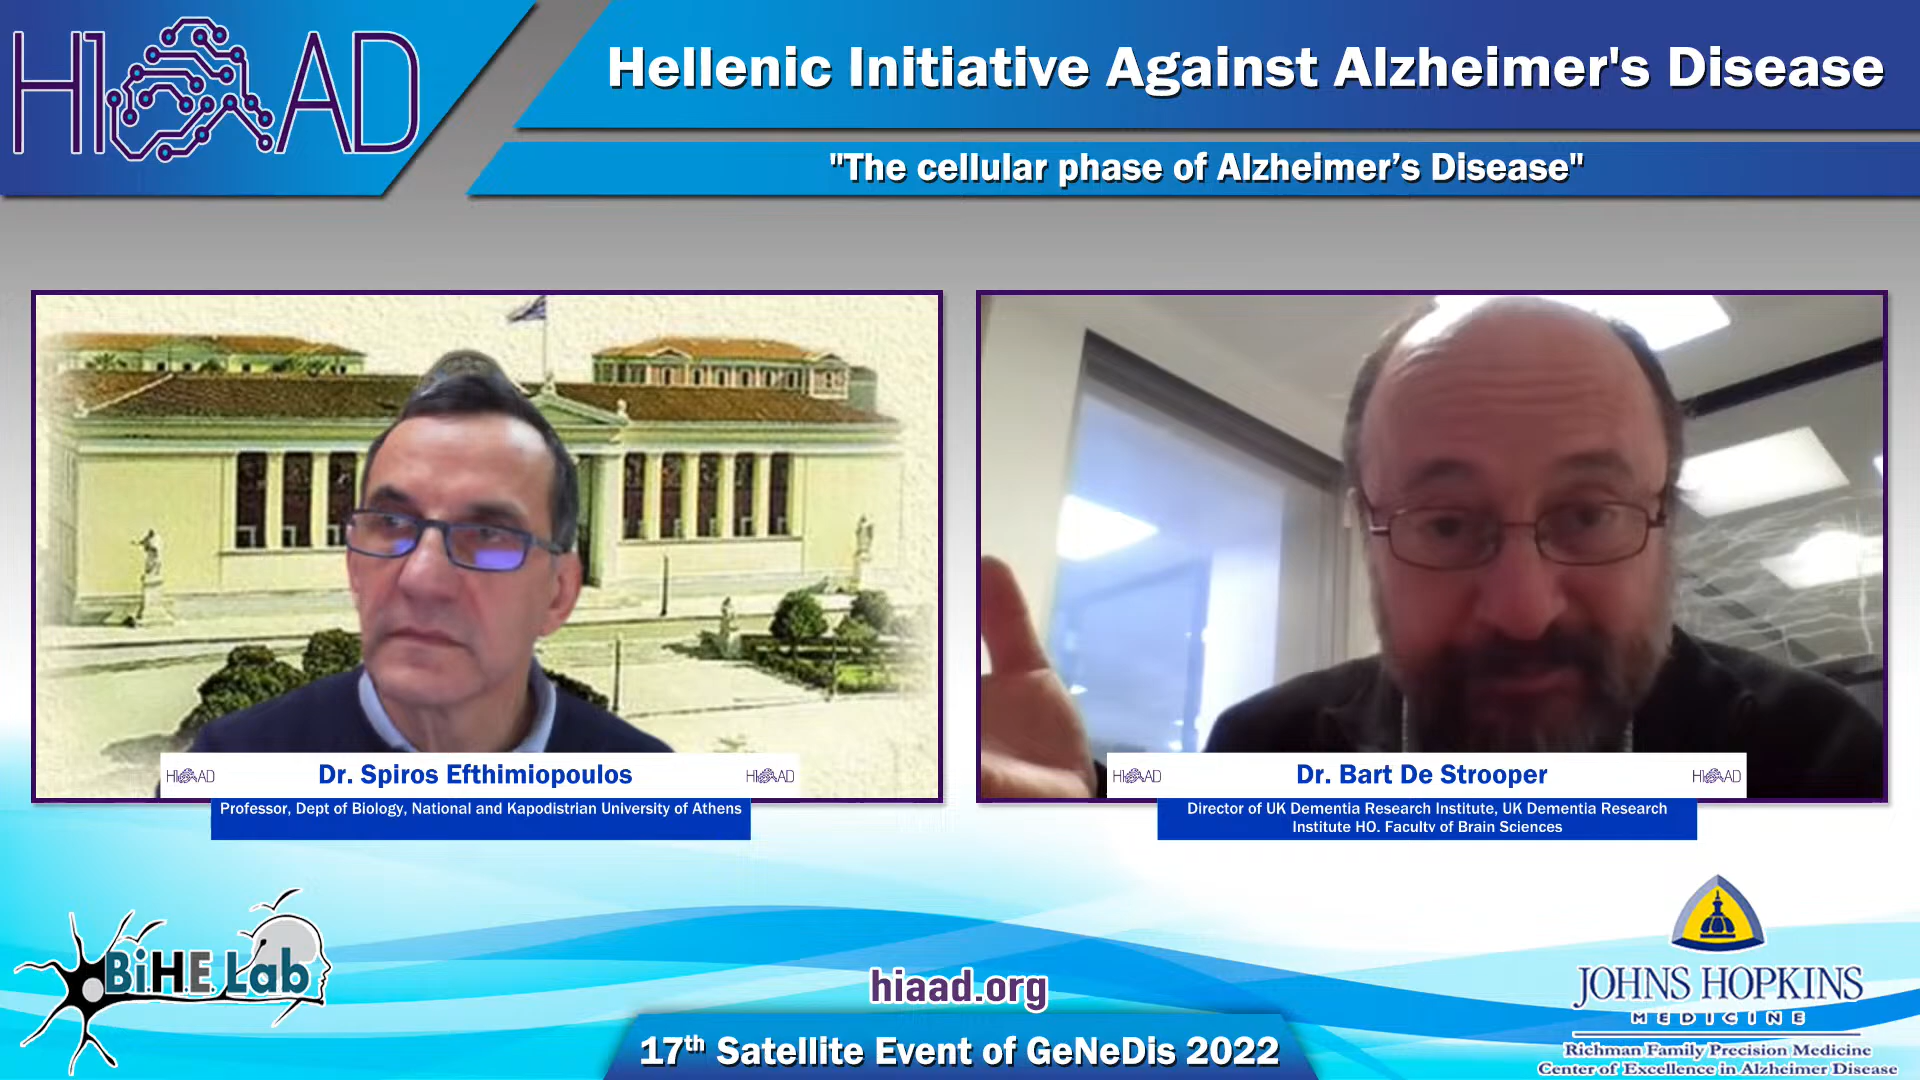 HIAAD
Hellenic Initiative Against Alzheimer's Disease
"The cellular phase of Alzheimer’s Disease"
HIAAD
Dr. Spiros Efthimiopoulos
HIAAD
Professor, Dept of Biology, National and Kapodistrian University of Athens
HIAAD
Dr. Bart De Strooper
HIAAD
Director of UK Dementia Research Institute, UK Dementia Research
Institute HQ. Faculty of Brain Sciences
BiHE Lab
hiaad.org
17th Satellite Event of GeNeDis 2022
JOHNS HOPKINS
MEDICINE
Richman Family Precision Medicine
Center of Excellence in Alzheimer Disease